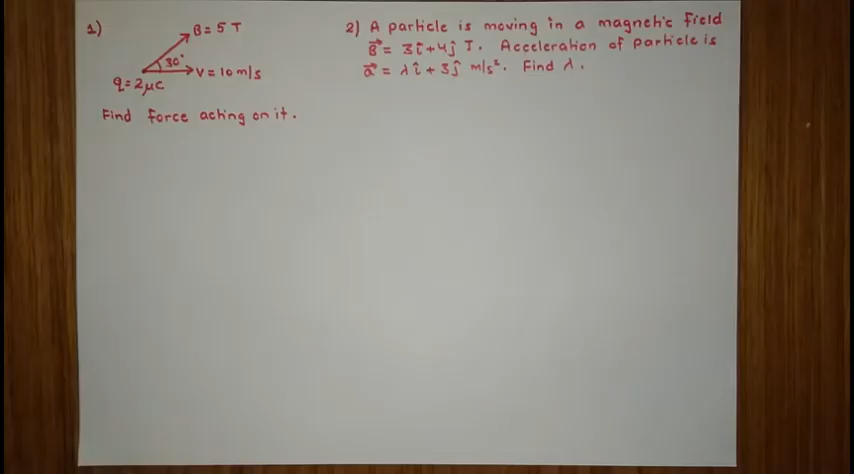 1)
B = 5 T
30°
V = 10 m/s
q = 2μC
Find force acting on it.
2) A particle is moving in a magnetic field
B⃗ = 3î + 4ĵ T. Acceleration of particle is
a⃗ = λî + 3ĵ m/s². Find λ.